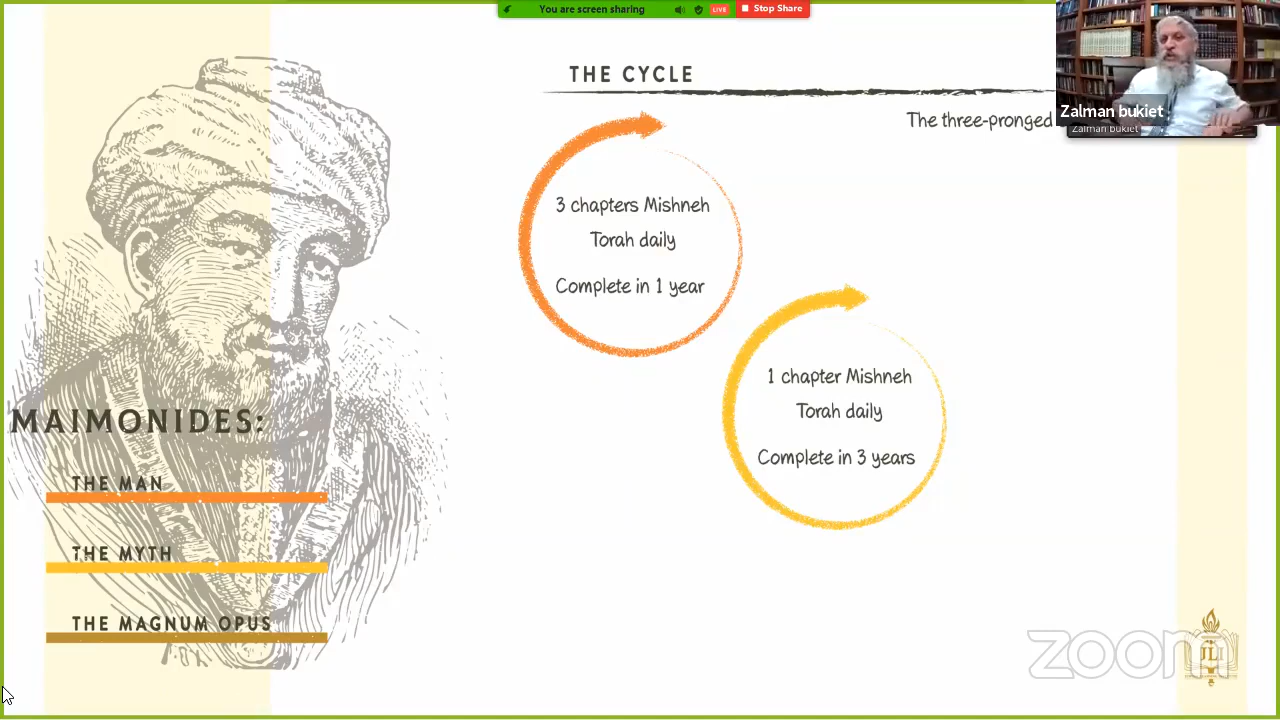 You are screen sharing
LIVE
Stop Share
THE CYCLE
The three-pronged
Zalman bukiet
Zalman bukiet
3 chapters Mishneh
Torah daily
Complete in 1 year
1 chapter Mishneh
Torah daily
Complete in 3 years
MAIMONIDES:
THE MAN
THE MYTH
THE MAGNUM OPUS
zoom
JLI